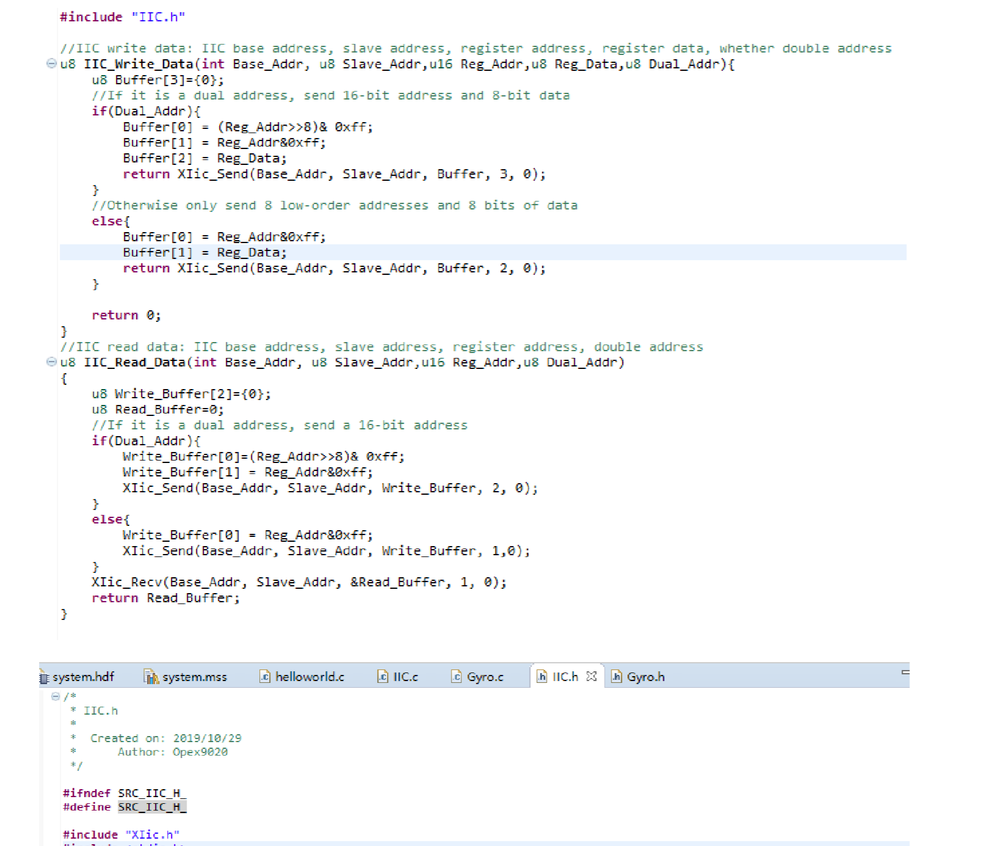 #include "IIC.h"
//IIC write data: IIC base address, slave address, register address, register data, whether double address
u8 IIC_Write_Data(int Base_Addr, u8 Slave_Addr,u16 Reg_Addr,u8 Reg_Data,u8 Dual_Addr){
u8 Buffer[3]={0};
//If it is a dual address, send 16-bit address and 8-bit data
if(Dual_Addr){
Buffer[0] = (Reg_Addr>>8)& 0xff;
Buffer[1] = Reg_Addr&0xff;
Buffer[2] = Reg_Data;
return XIic_Send(Base_Addr, Slave_Addr, Buffer, 3, 0);
}
//Otherwise only send 8 low-order addresses and 8 bits of data
else{
Buffer[0] = Reg_Addr&0xff;
Buffer[1] = Reg_Data;
return XIic_Send(Base_Addr, Slave_Addr, Buffer, 2, 0);
}
return 0;
}
//IIC read data: IIC base address, slave address, register address, double address
u8 IIC_Read_Data(int Base_Addr, u8 Slave_Addr,u16 Reg_Addr,u8 Dual_Addr)
{
u8 Write_Buffer[2]={0};
u8 Read_Buffer=0;
//If it is a dual address, send a 16-bit address
if(Dual_Addr){
Write_Buffer[0]=(Reg_Addr>>8)& 0xff;
Write_Buffer[1] = Reg_Addr&0xff;
XIic_Send(Base_Addr, Slave_Addr, Write_Buffer, 2, 0);
}
else{
Write_Buffer[0] = Reg_Addr&0xff;
XIic_Send(Base_Addr, Slave_Addr, Write_Buffer, 1,0);
}
XIic_Recv(Base_Addr, Slave_Addr, &Read_Buffer, 1, 0);
return Read_Buffer;
}
system.hdf system.mss helloworld.c IIC.c Gyro.c IIC.h Gyro.h
/*
* IIC.h
*
* Created on: 2019/10/29
* Author: Opex9020
*/
#ifndef SRC_IIC_H_
#define SRC_IIC_H_
#include "XIic.h"